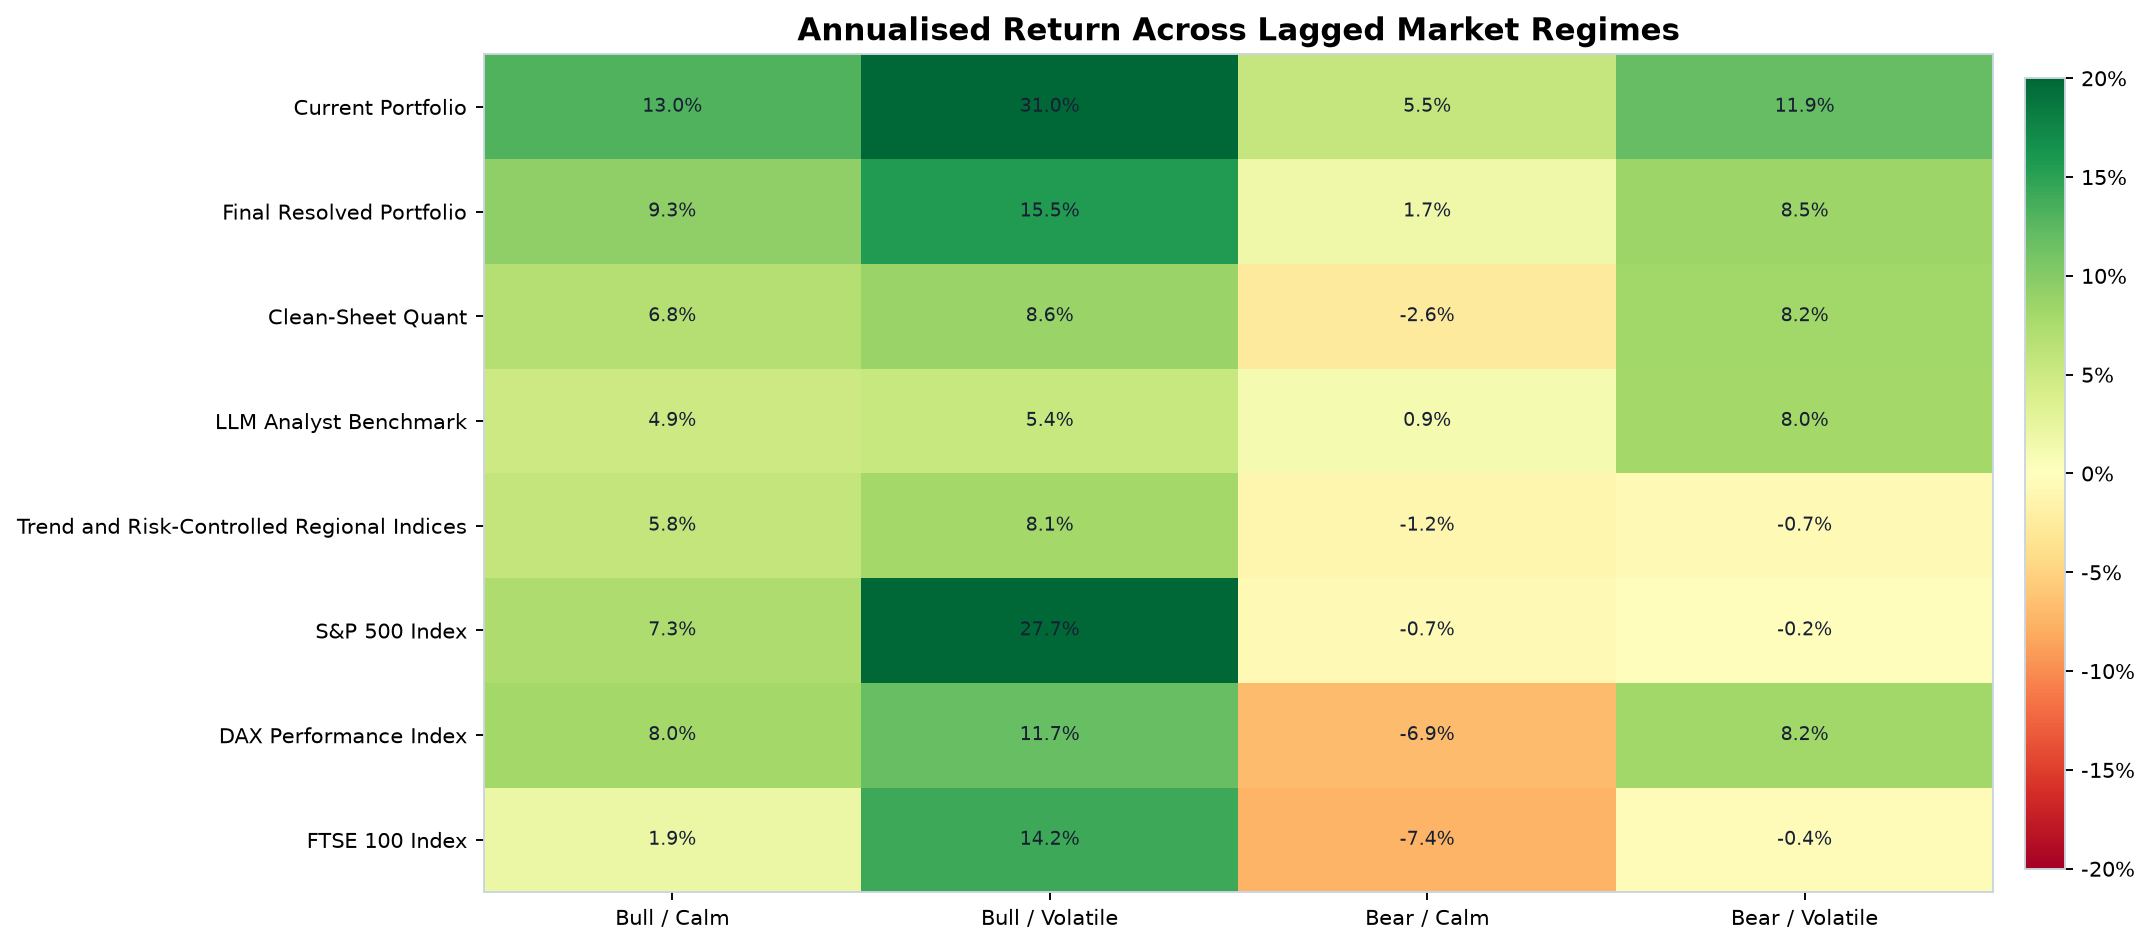 Annualised Return Across Lagged Market Regimes
Current Portfolio 13.0% 31.0% 5.5% 11.9%
Final Resolved Portfolio 9.3% 15.5% 1.7% 8.5%
Clean-Sheet Quant 6.8% 8.6% -2.6% 8.2%
LLM Analyst Benchmark 4.9% 5.4% 0.9% 8.0%
Trend and Risk-Controlled Regional Indices 5.8% 8.1% -1.2% -0.7%
S&P 500 Index 7.3% 27.7% -0.7% -0.2%
DAX Performance Index 8.0% 11.7% -6.9% 8.2%
FTSE 100 Index 1.9% 14.2% -7.4% -0.4%
Bull / Calm Bull / Volatile Bear / Calm Bear / Volatile
20%
15%
10%
5%
0%
-5%
-10%
-15%
-20%